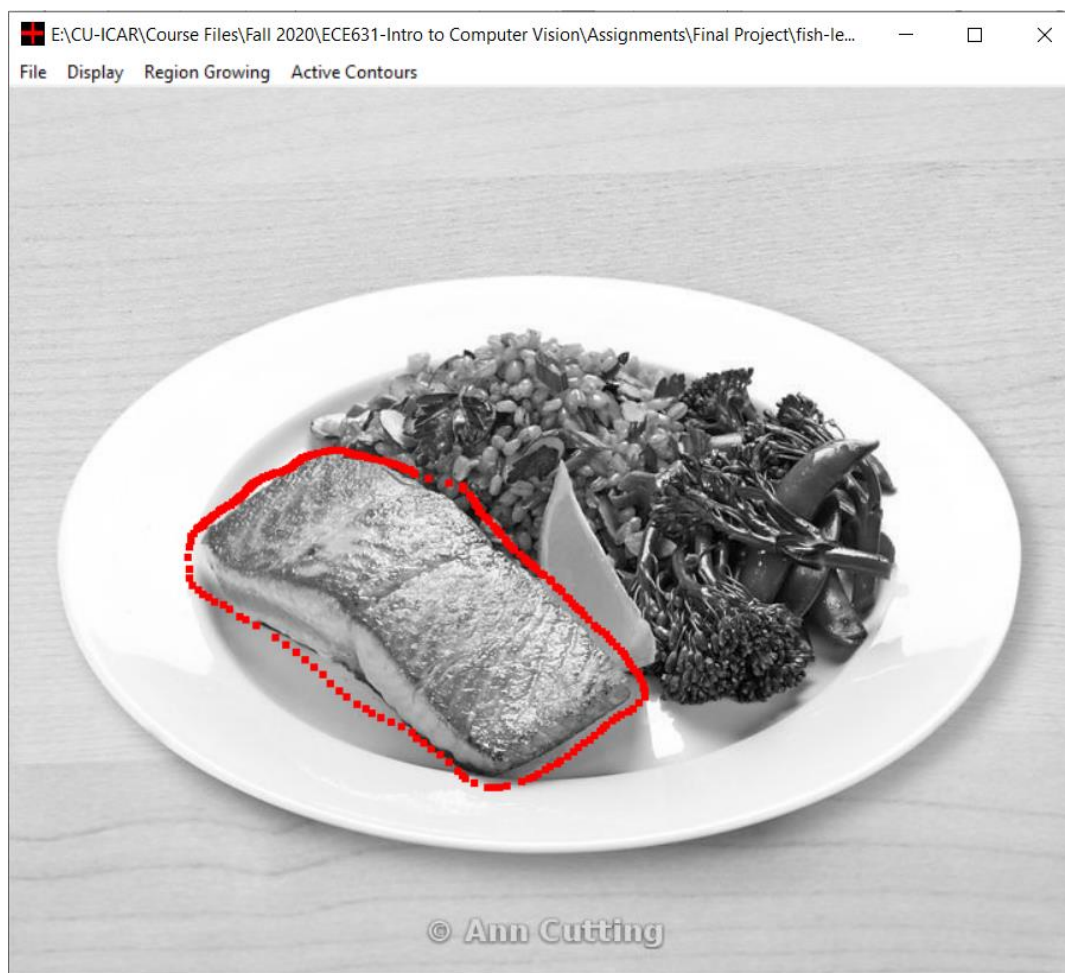 E:\CU-ICAR\Course Files\Fall 2020\ECE631-Intro to Computer Vision\Assignments\Final Project\fish-le...
File Display Region Growing Active Contours
© Ann Cutting